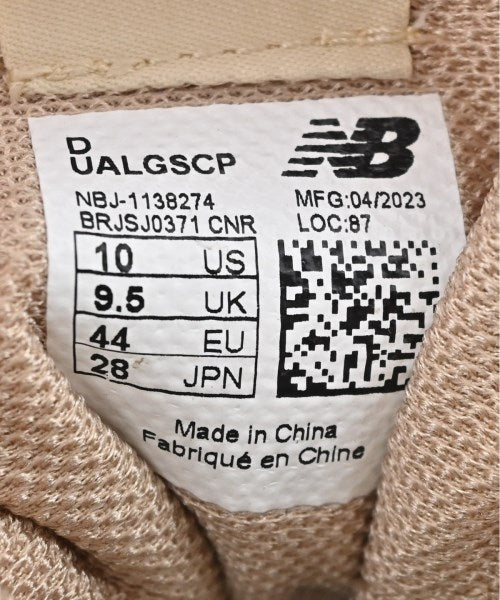 D
UALGSCP
NB
NBJ-1138274
MFG:04/2023
BRJSJ0371 CNR
LOC:87
10 US
9.5 UK
44 EU
28 JPN
Made in China
Fabriqué en Chine